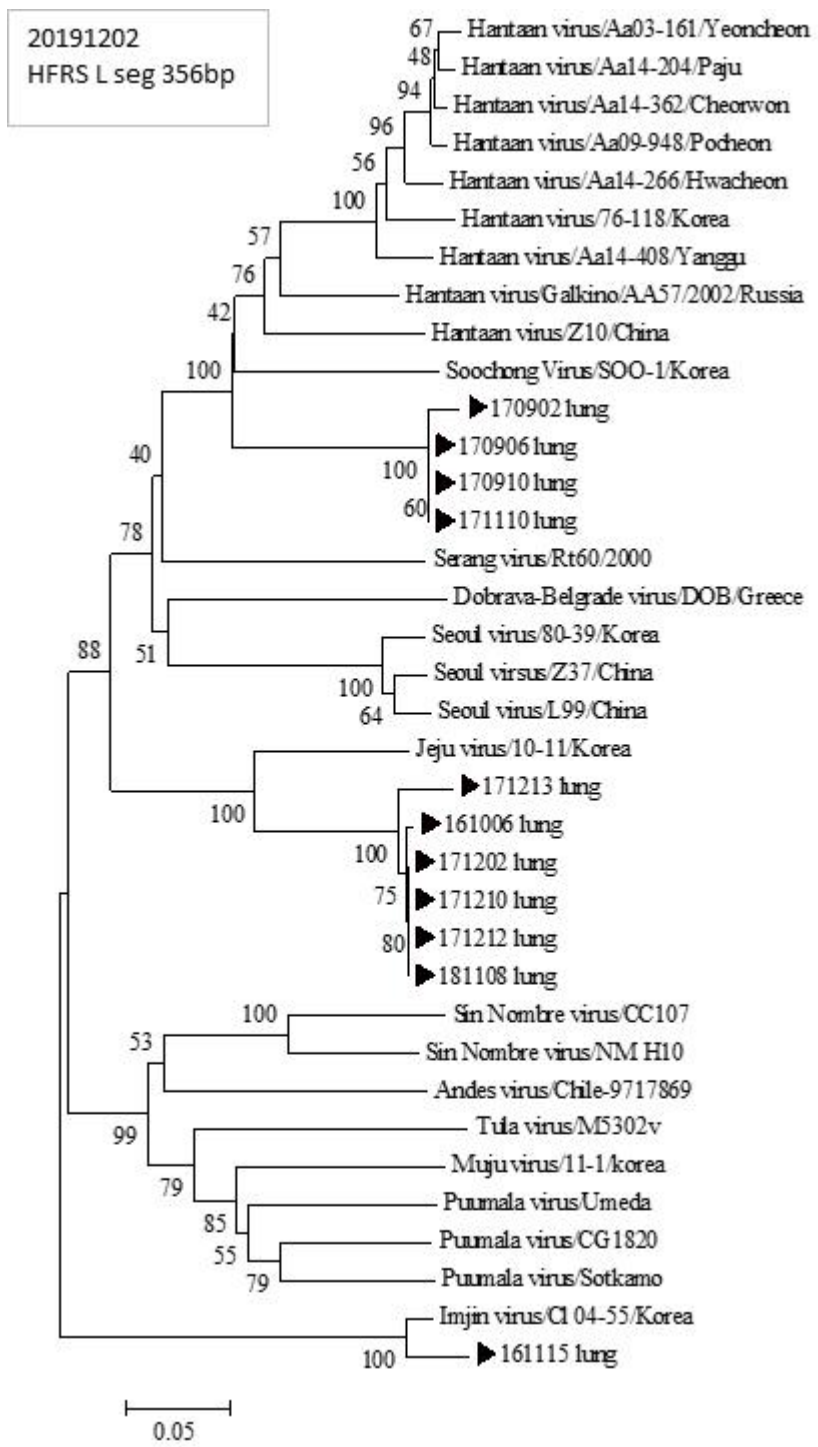 20191202
HFRS L seg 356bp
67
Hantaan virus/Aa03-161/Yeoncheon
48
Hantaan virus/Aa14-204/Paju
94
Hantaan virus/Aa14-362/Cheorwon
96
Hantaan virus/Aa09-948/Pocheon
56
Hantaan virus/Aa14-266/Hwacheon
100
Hantaan virus/76-118/Korea
57
Hantaan virus/Aa14-408/Yanggu
76
Hantaan virus/Galkino/AA57/2002/Russia
42
Hantaan virus/Z10/China
100
Soochong Virus/SOO-1/Korea
170902 lung
40
170906 lung
100
170910 lung
60
171110 lung
78
Serang virus/Rt60/2000
Dobrava-Belgrade virus/DOB/Greece
88
51
Seoul virus/80-39/Korea
100
Seoul virsus/Z37/China
64
Seoul virus/L99/China
Jeju virus/10-11/Korea
100
171213 lung
161006 lung
100
171202 lung
75
171210 lung
80
171212 lung
181108 lung
100
Sin Nombre virus/CC107
53
Sin Nombre virus/NM H10
Andes virus/Chile-9717869
99
Tula virus/M5302v
79
Muju virus/11-1/korea
85
Puumala virus/Umeda
55
Puumala virus/CG1820
79
Puumala virus/Sotkamo
Imjin virus/Cl 04-55/Korea
100
161115 lung
0.05